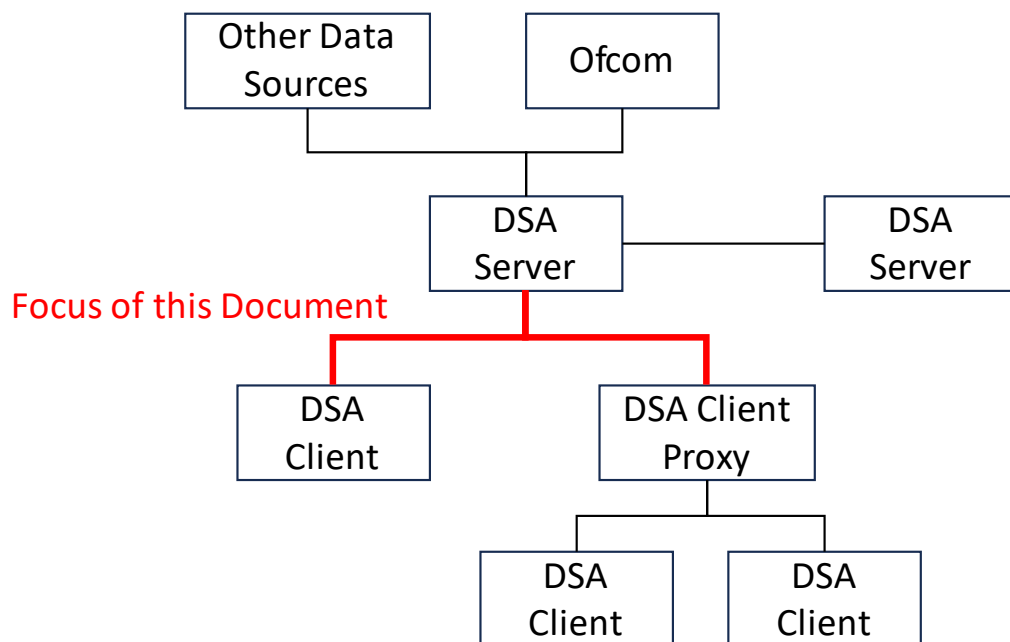 Other Data
Sources
Ofcom
DSA
Server
DSA
Server
Focus of this Document
DSA
Client
DSA Client
Proxy
DSA
Client
DSA
Client